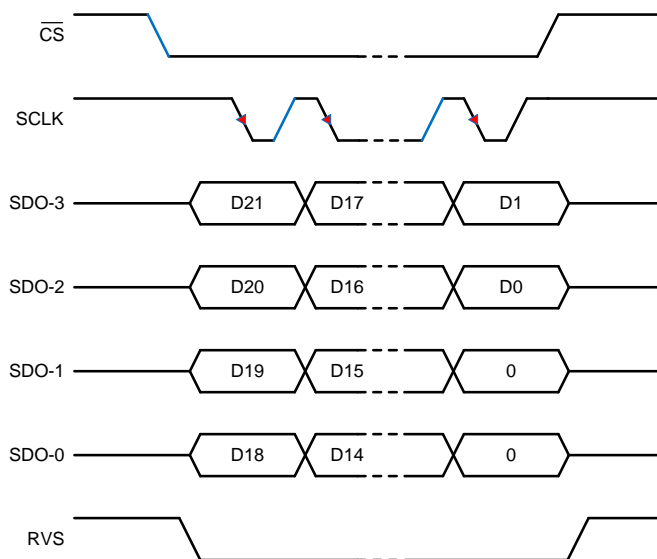 CS
SCLK
SDO-3 D21 D17 D1
SDO-2 D20 D16 D0
SDO-1 D19 D15 0
SDO-0 D18 D14 0
RVS